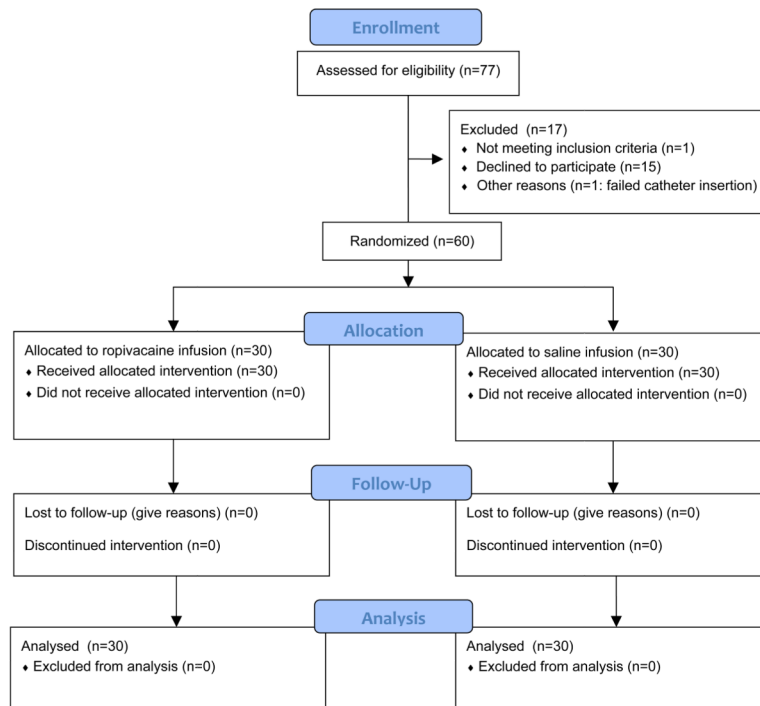 Enrollment
Assessed for eligibility (n=77)
Excluded (n=17)
♦ Not meeting inclusion criteria (n=1)
♦ Declined to participate (n=15)
♦ Other reasons (n=1: failed catheter insertion)
Randomized (n=60)
Allocation
Allocated to ropivacaine infusion (n=30)
♦ Received allocated intervention (n=30)
♦ Did not receive allocated intervention (n=0)
Allocated to saline infusion (n=30)
♦ Received allocated intervention (n=30)
♦ Did not receive allocated intervention (n=0)
Follow-Up
Lost to follow-up (give reasons) (n=0)
Discontinued intervention (n=0)
Lost to follow-up (give reasons) (n=0)
Discontinued intervention (n=0)
Analysis
Analysed (n=30)
♦ Excluded from analysis (n=0)
Analysed (n=30)
♦ Excluded from analysis (n=0)